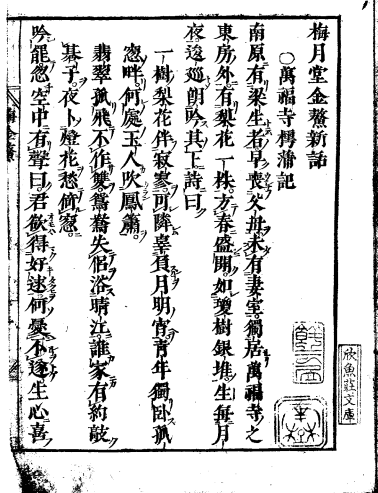 梅月堂金鰲新話
○萬福寺樗蒲記
南原有梁生者早喪父母未有妻室獨居萬福寺之
東房外有梨花一株方春盛開如瓊樹銀堆生每月
夜逡巡朗吟其下詩曰
一樹梨花伴寂寥可憐辜負月明宵青年獨臥孤
窓畔何處玉人吹鳳簫
翡翠孤飛不作雙鴛鴦失侶浴晴江誰家有約敲
碁子夜卜燈花愁倚窓
吟罷忽空中有聲曰君欲得好逑何憂不遂生心喜
欣魚莊文庫